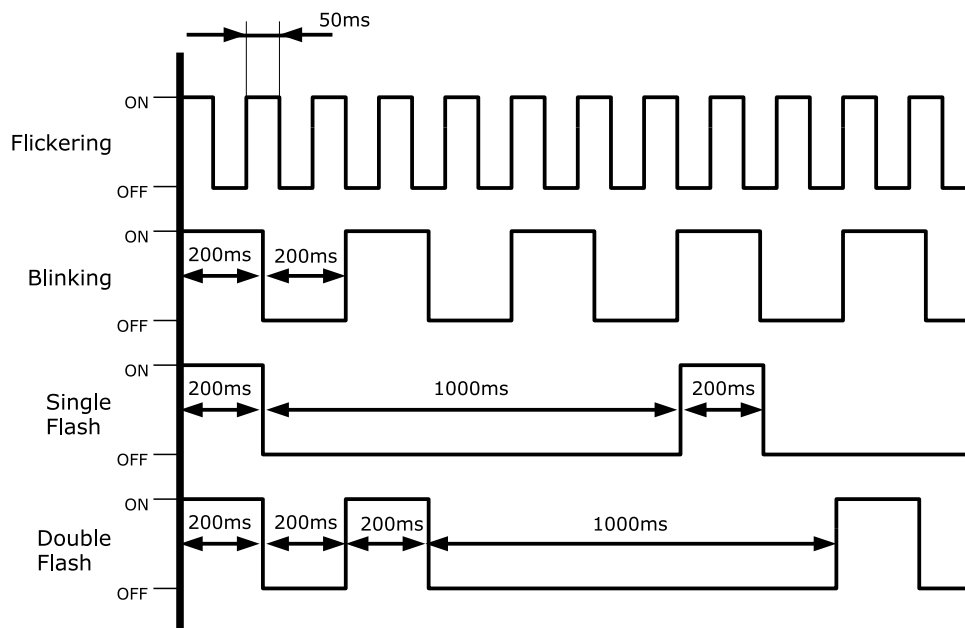 50ms
ON
Flickering
OFF
ON
200ms 200ms
Blinking
OFF
ON
200ms 1000ms 200ms
Single
Flash
OFF
ON
200ms 200ms 200ms 1000ms
Double
Flash
OFF